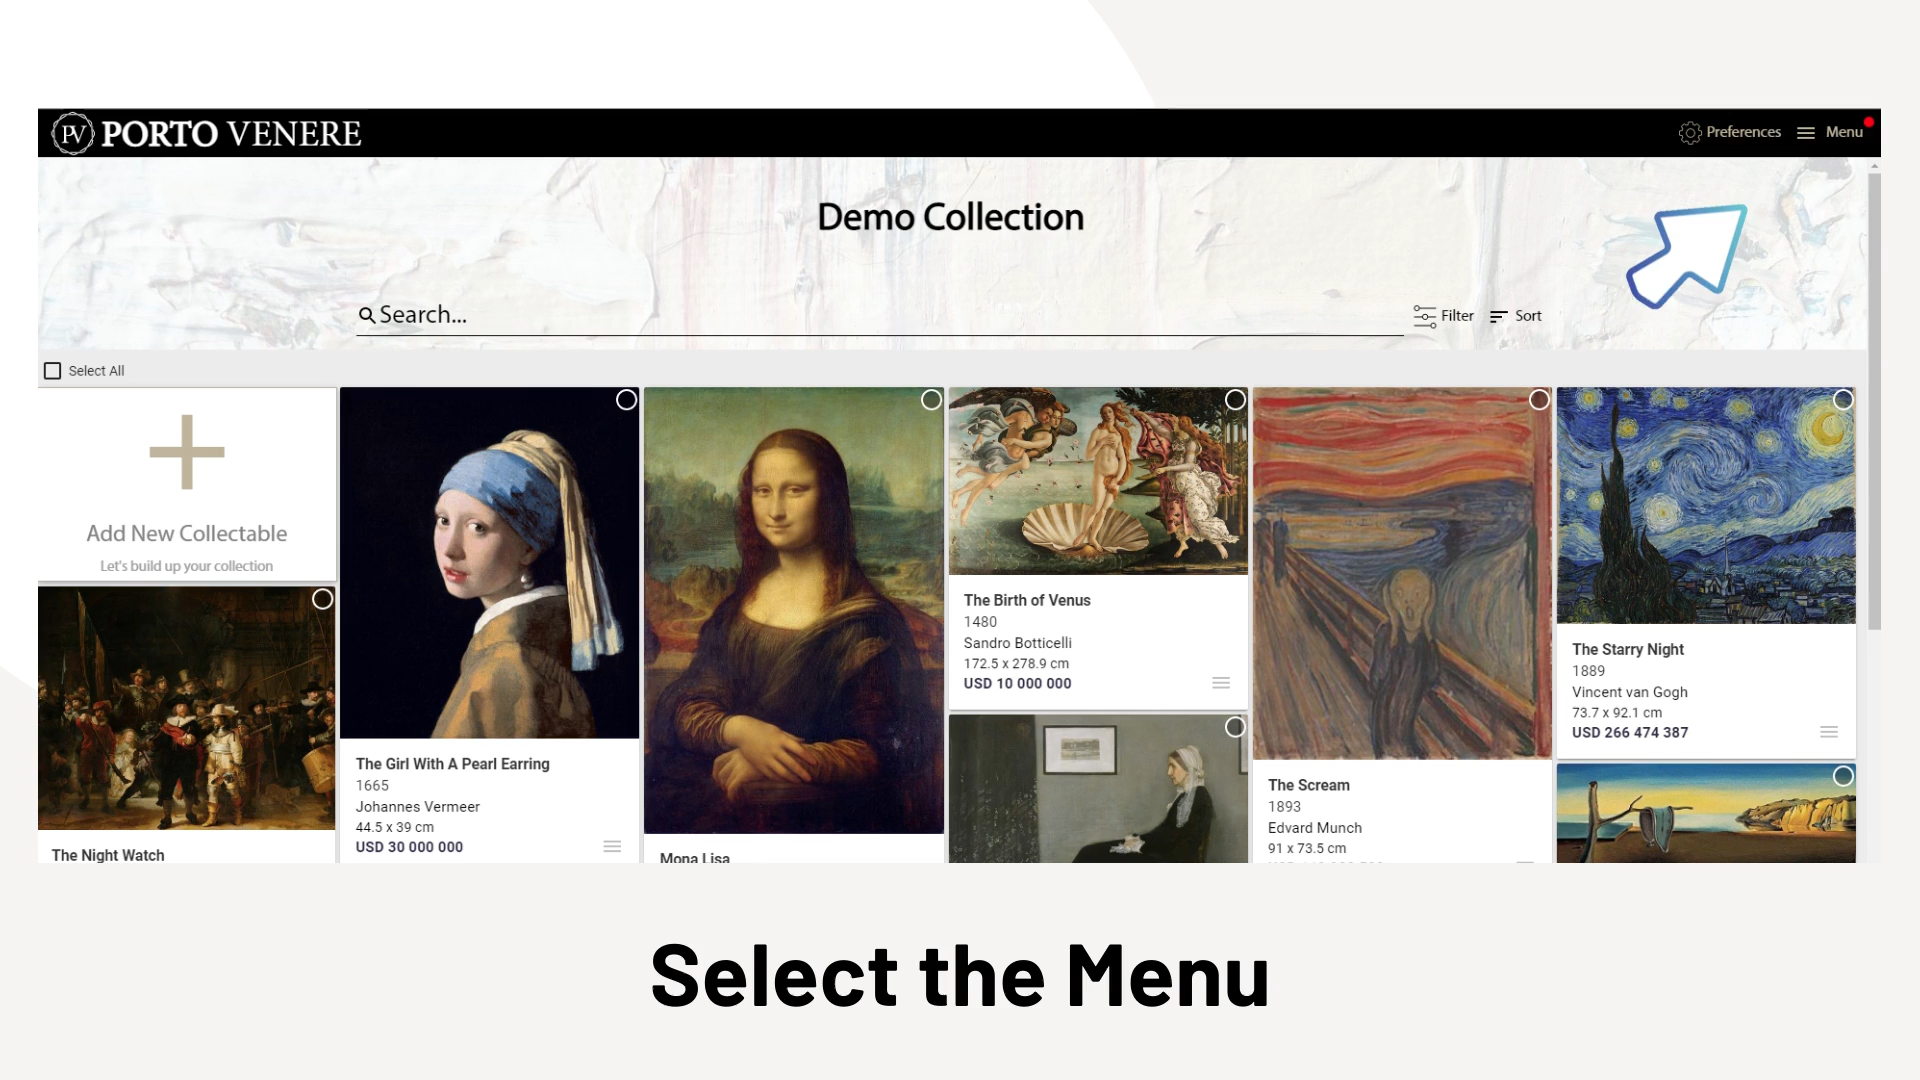 PV PORTO VENERE
Preferences
Menu
Demo Collection
Search...
Filter
Sort
Select All
Add New Collectable
Let's build up your collection
The Night Watch
The Girl With A Pearl Earring
1665
Johannes Vermeer
44.5 x 39 cm
USD 30 000 000
Mona Lisa
The Birth of Venus
1480
Sandro Botticelli
172.5 x 278.9 cm
USD 10 000 000
The Scream
1893
Edvard Munch
91 x 73.5 cm
The Starry Night
1889
Vincent van Gogh
73.7 x 92.1 cm
USD 266 474 387
Select the Menu